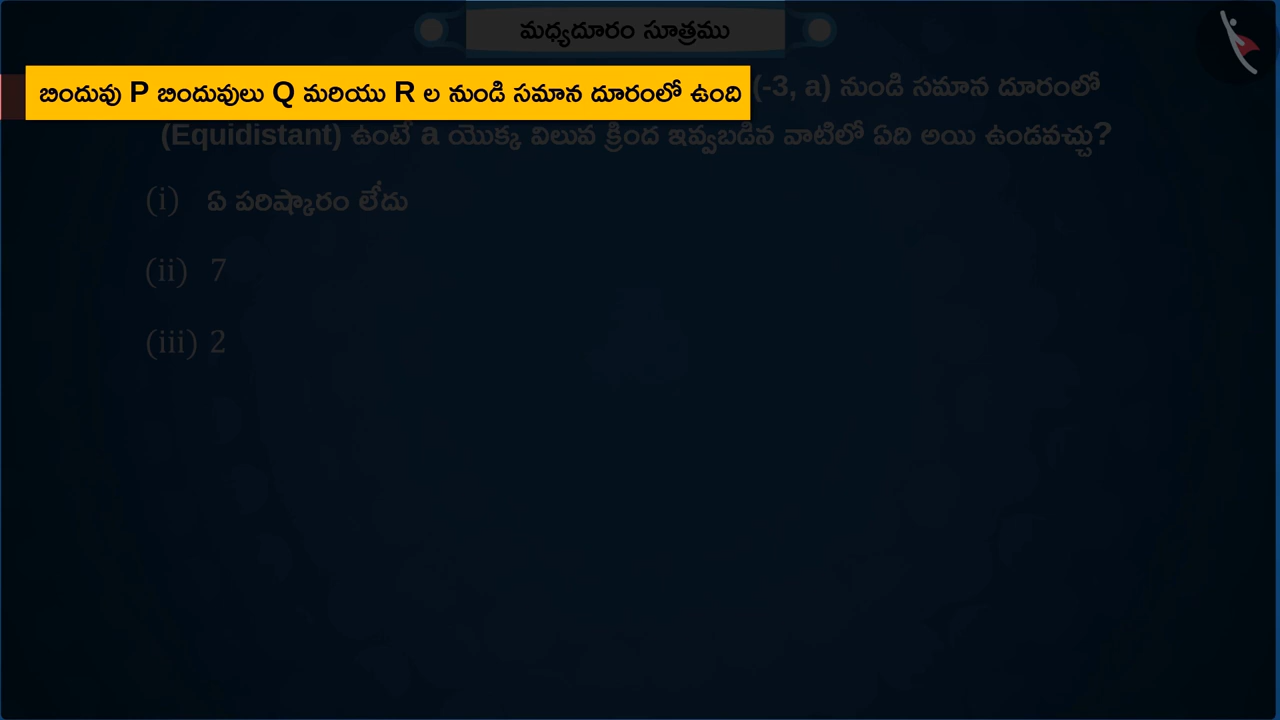 మధ్యదూరం సూత్రము
బిందువు P బిందువులు Q మరియు R ల నుండి సమాన దూరంలో ఉంది
(-3, a) నుండి సమాన దూరంలో
(Equidistant) ఉంటే a యొక్క విలువ క్రింద ఇవ్వబడిన వాటిలో ఏది అయి ఉండవచ్చు?
(i) ఏ పరిష్కారం లేదు
(ii) 7
(iii) 2